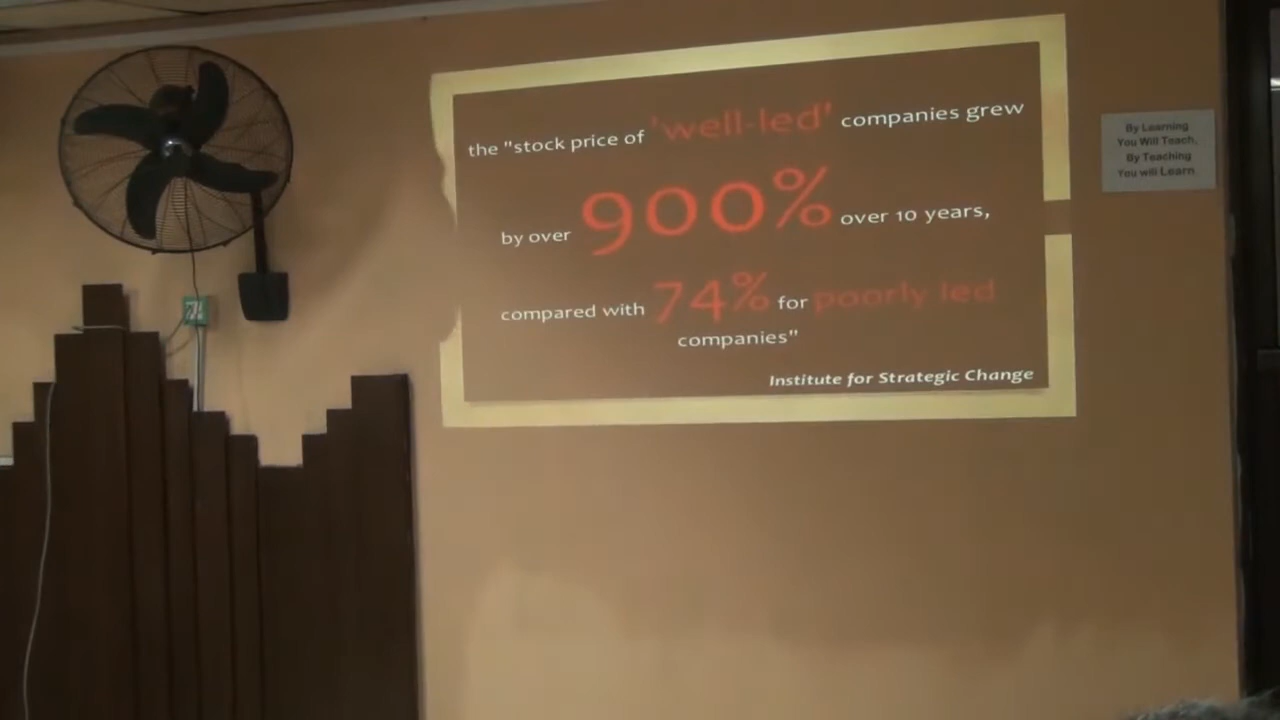 the "stock price of 'well-led' companies grew
by over 900% over 10 years,
compared with 74% for poorly led
companies"
Institute for Strategic Change
By Learning
You Will Teach,
By Teaching
You will Learn